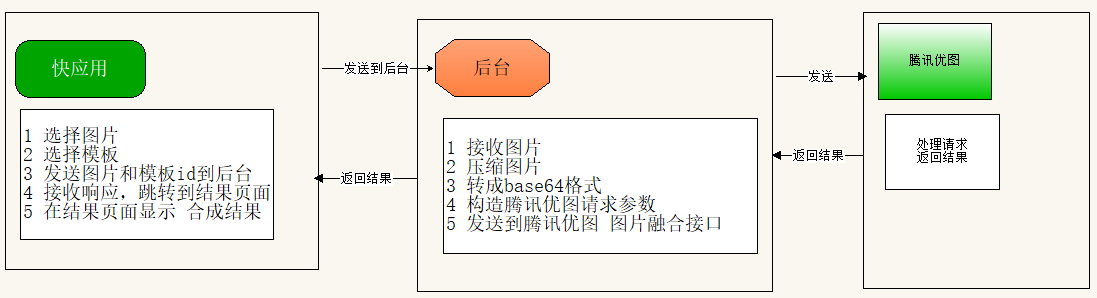 快应用
1 选择图片
2 选择模板
3 发送图片和模板id到后台
4 接收响应，跳转到结果页面
5 在结果页面显示 合成结果
发送到后台
返回结果
后台
1 接收图片
2 压缩图片
3 转成base64格式
4 构造腾讯优图请求参数
5 发送到腾讯优图 图片融合接口
发送
返回结果
腾讯优图
处理请求
返回结果